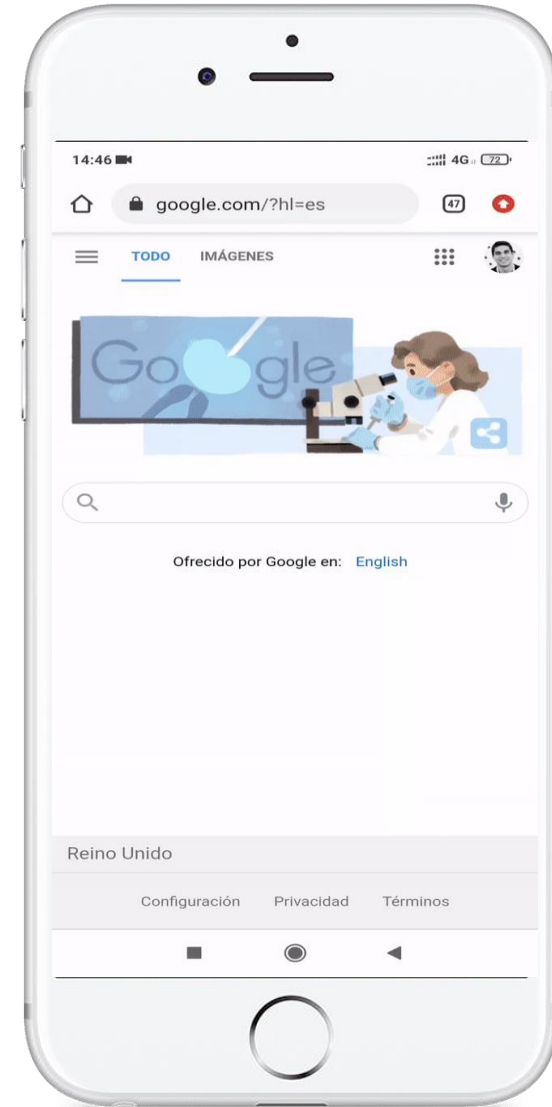 14:46 4G 72
google.com/?hl=es 47
TODO IMÁGENES
Google
Ofrecido por Google en: English
Reino Unido
Configuración Privacidad Términos